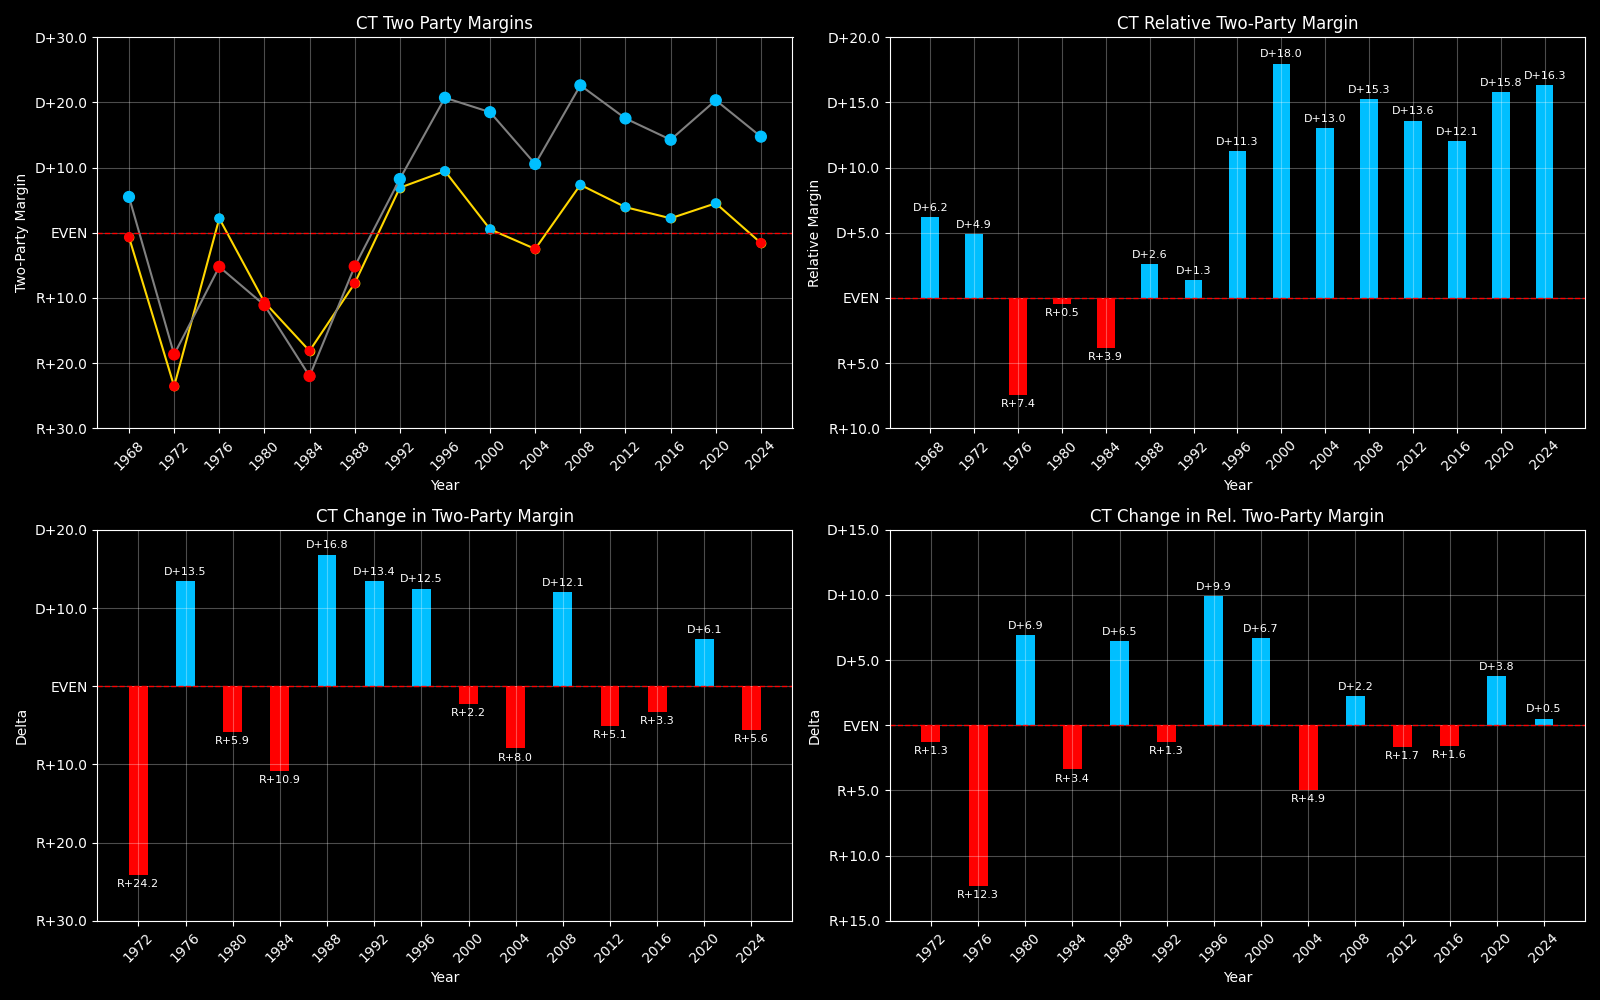 CT Two Party Margins
D+30.0
D+20.0
D+10.0
EVEN
R+10.0
R+20.0
R+30.0
Two-Party Margin
1968 1972 1976 1980 1984 1988 1992 1996 2000 2004 2008 2012 2016 2020 2024
Year
CT Relative Two-Party Margin
D+20.0
D+15.0
D+10.0
D+5.0
EVEN
R+5.0
R+10.0
Relative Margin
D+6.2 D+4.9 R+7.4 R+0.5 R+3.9 D+2.6 D+1.3 D+11.3 D+18.0 D+13.0 D+15.3 D+13.6 D+12.1 D+15.8 D+16.3
1968 1972 1976 1980 1984 1988 1992 1996 2000 2004 2008 2012 2016 2020 2024
Year
CT Change in Two-Party Margin
D+20.0
D+10.0
EVEN
R+10.0
R+20.0
R+30.0
Delta
R+24.2 D+13.5 R+5.9 R+10.9 D+16.8 D+13.4 D+12.5 R+2.2 R+8.0 D+12.1 R+5.1 R+3.3 D+6.1 R+5.6
1972 1976 1980 1984 1988 1992 1996 2000 2004 2008 2012 2016 2020 2024
Year
CT Change in Rel. Two-Party Margin
D+15.0
D+10.0
D+5.0
EVEN
R+5.0
R+10.0
R+15.0
Delta
R+1.3 R+12.3 D+6.9 R+3.4 D+6.5 R+1.3 D+9.9 D+6.7 R+4.9 D+2.2 R+1.7 R+1.6 D+3.8 D+0.5
1972 1976 1980 1984 1988 1992 1996 2000 2004 2008 2012 2016 2020 2024
Year